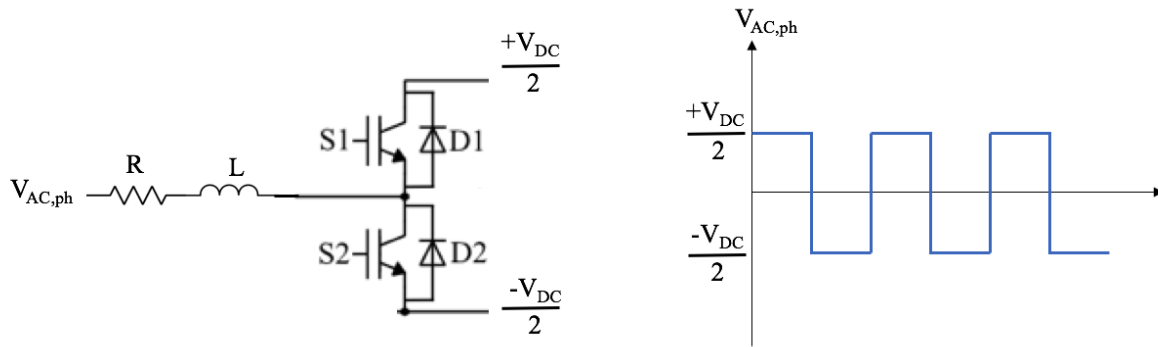 +V_DC
2
S1
D1
R
L
V_AC,ph
S2
D2
-V_DC
2
V_AC,ph
+V_DC
2
-V_DC
2